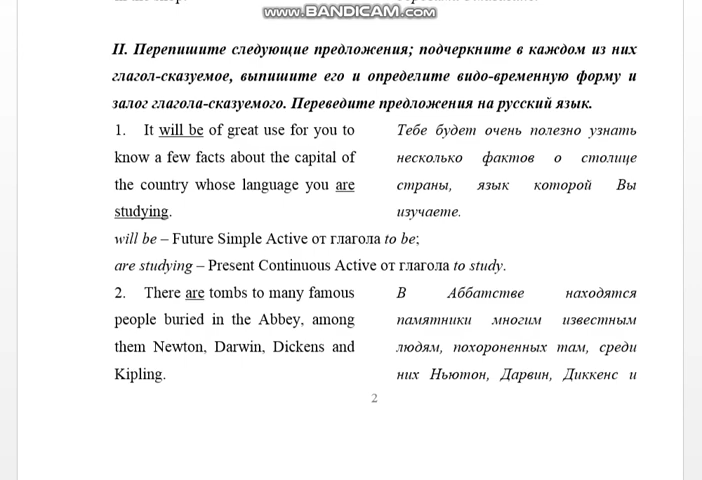 www.BANDICAM.com
II. Перепишите следующие предложения; подчеркните в каждом из них
глагол-сказуемое, выпишите его и определите видо-временную форму и
залог глагола-сказуемого. Переведите предложения на русский язык.
1. It will be of great use for you to
know a few facts about the capital of
the country whose language you are
studying.
Тебе будет очень полезно узнать
несколько фактов о столице
страны, язык которой Вы
изучаете.
will be – Future Simple Active от глагола to be;
are studying – Present Continuous Active от глагола to study.
2. There are tombs to many famous
people buried in the Abbey, among
them Newton, Darwin, Dickens and
Kipling.
В Аббатстве находятся
памятники многим известным
людям, похороненных там, среди
них Ньютон, Дарвин, Диккенс и
2